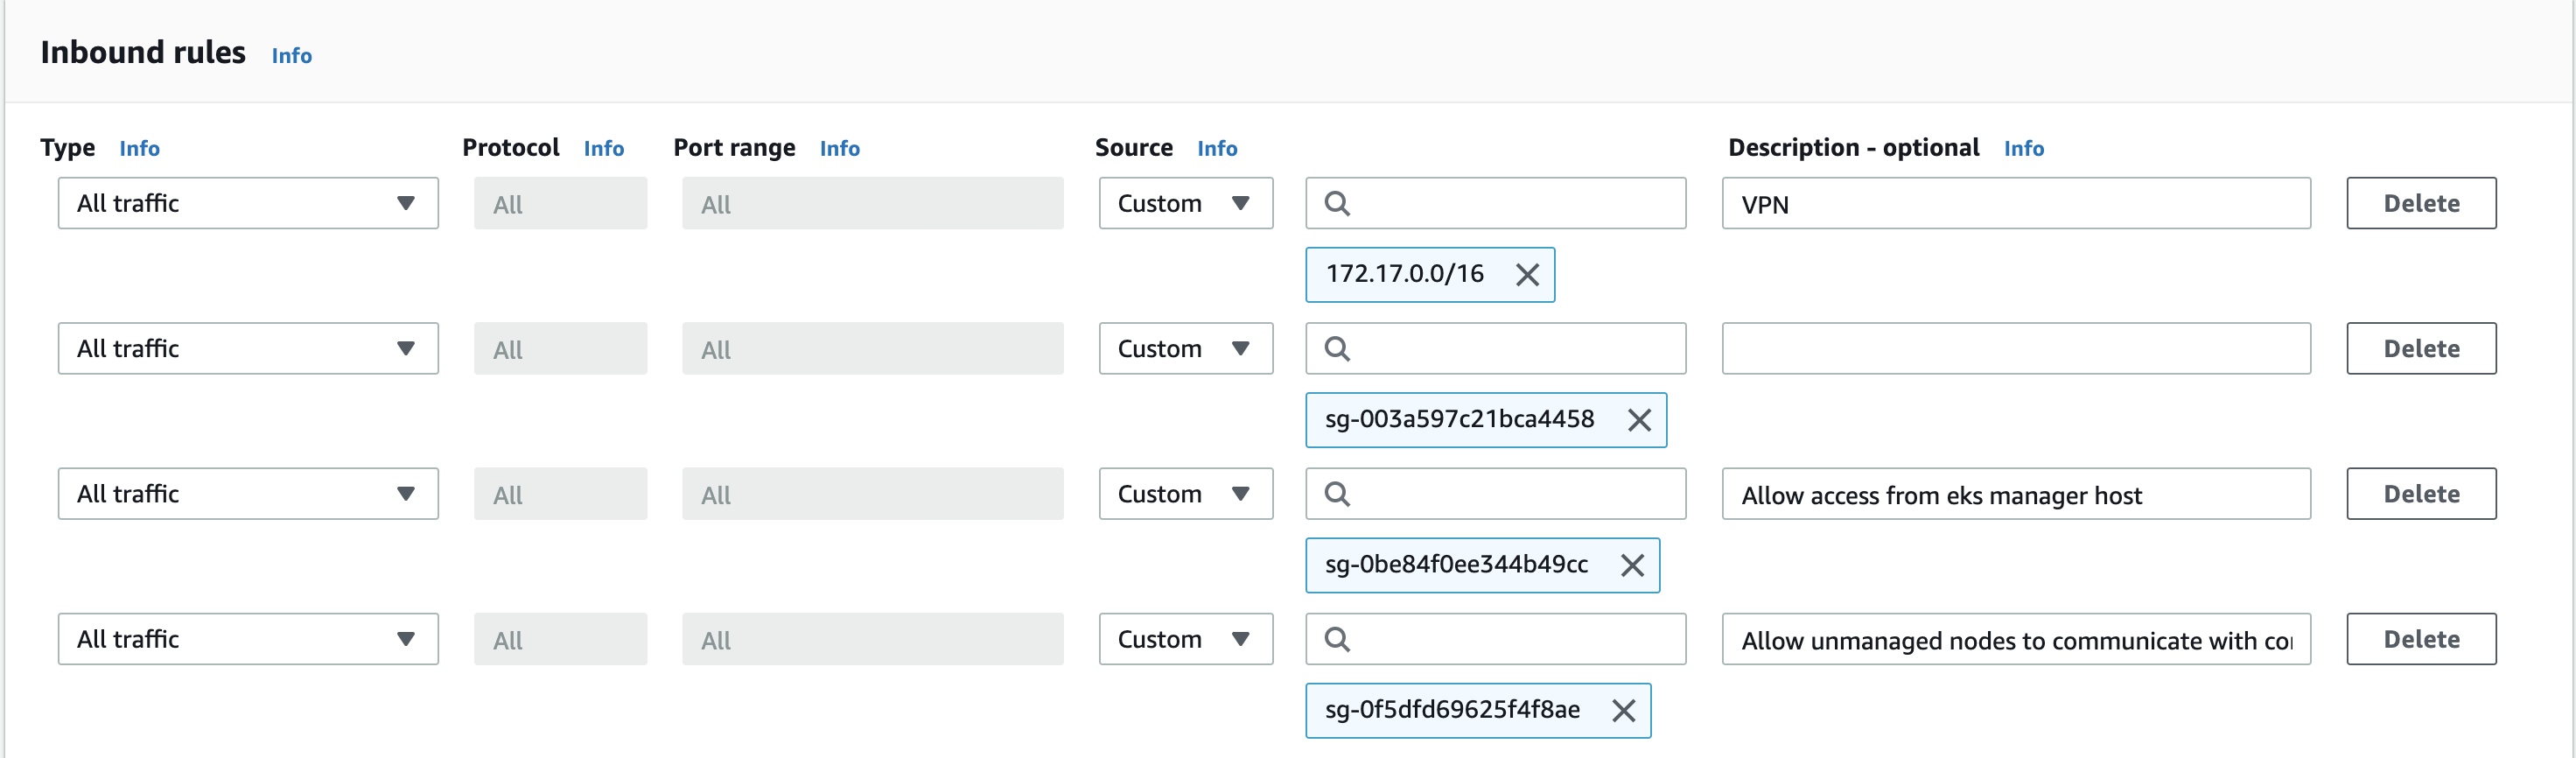 Inbound rules Info
Type Info Protocol Info Port range Info Source Info Description - optional Info
All traffic All All Custom VPN Delete
172.17.0.0/16
All traffic All All Custom Delete
sg-003a597c21bca4458
All traffic All All Custom Allow access from eks manager host Delete
sg-0be84f0ee344b49cc
All traffic All All Custom Allow unmanaged nodes to communicate with Delete
sg-0f5dfd69625f4f8ae